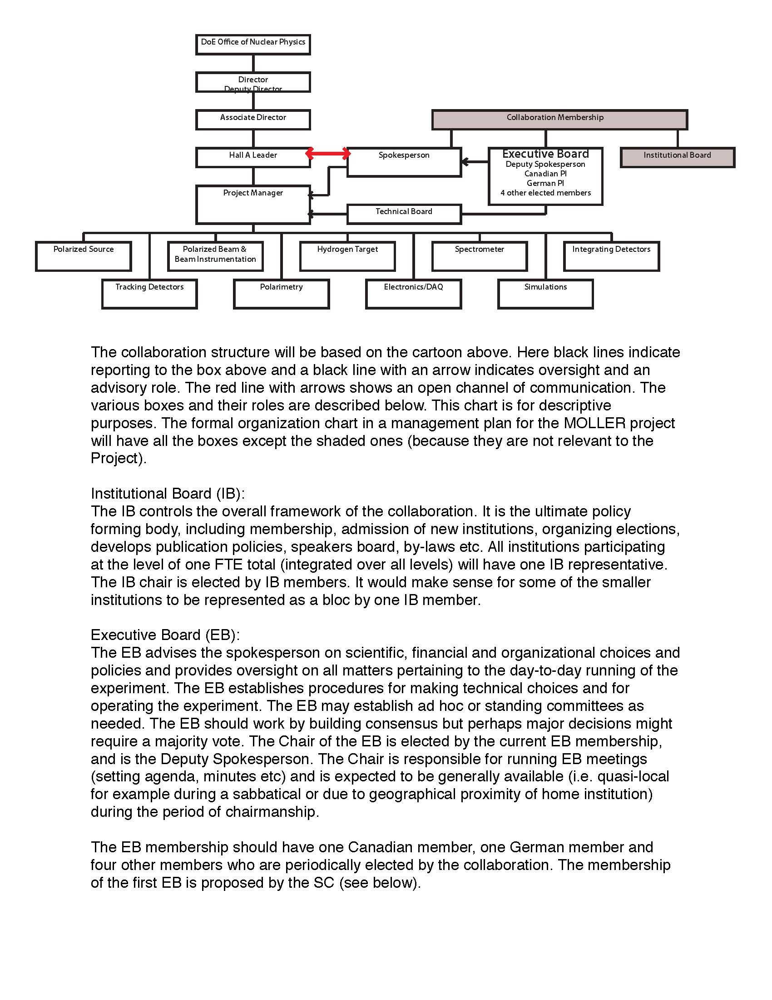 DoE Office of Nuclear Physics
Director
Deputy Director
Associate Director
Collaboration Membership
Hall A Leader
Spokesperson
Executive Board
Deputy Spokesperson
Canadian PI
German PI
4 other elected members
Institutional Board
Project Manager
Technical Board
Polarized Source
Polarized Beam &
Beam Instrumentation
Hydrogen Target
Spectrometer
Integrating Detectors
Tracking Detectors
Polarimetry
Electronics/DAQ
Simulations
The collaboration structure will be based on the cartoon above. Here black lines indicate
reporting to the box above and a black line with an arrow indicates oversight and an
advisory role. The red line with arrows shows an open channel of communication. The
various boxes and their roles are described below. This chart is for descriptive
purposes. The formal organization chart in a management plan for the MOLLER project
will have all the boxes except the shaded ones (because they are not relevant to the
Project).
Institutional Board (IB):
The IB controls the overall framework of the collaboration. It is the ultimate policy
forming body, including membership, admission of new institutions, organizing elections,
develops publication policies, speakers board, by-laws etc. All institutions participating
at the level of one FTE total (integrated over all levels) will have one IB representative.
The IB chair is elected by IB members. It would make sense for some of the smaller
institutions to be represented as a bloc by one IB member.
Executive Board (EB):
The EB advises the spokesperson on scientific, financial and organizational choices and
policies and provides oversight on all matters pertaining to the day-to-day running of the
experiment. The EB establishes procedures for making technical choices and for
operating the experiment. The EB may establish ad hoc or standing committees as
needed. The EB should work by building consensus but perhaps major decisions might
require a majority vote. The Chair of the EB is elected by the current EB membership,
and is the Deputy Spokesperson. The Chair is responsible for running EB meetings
(setting agenda, minutes etc) and is expected to be generally available (i.e. quasi-local
for example during a sabbatical or due to geographical proximity of home institution)
during the period of chairmanship.
The EB membership should have one Canadian member, one German member and
four other members who are periodically elected by the collaboration. The membership
of the first EB is proposed by the SC (see below).